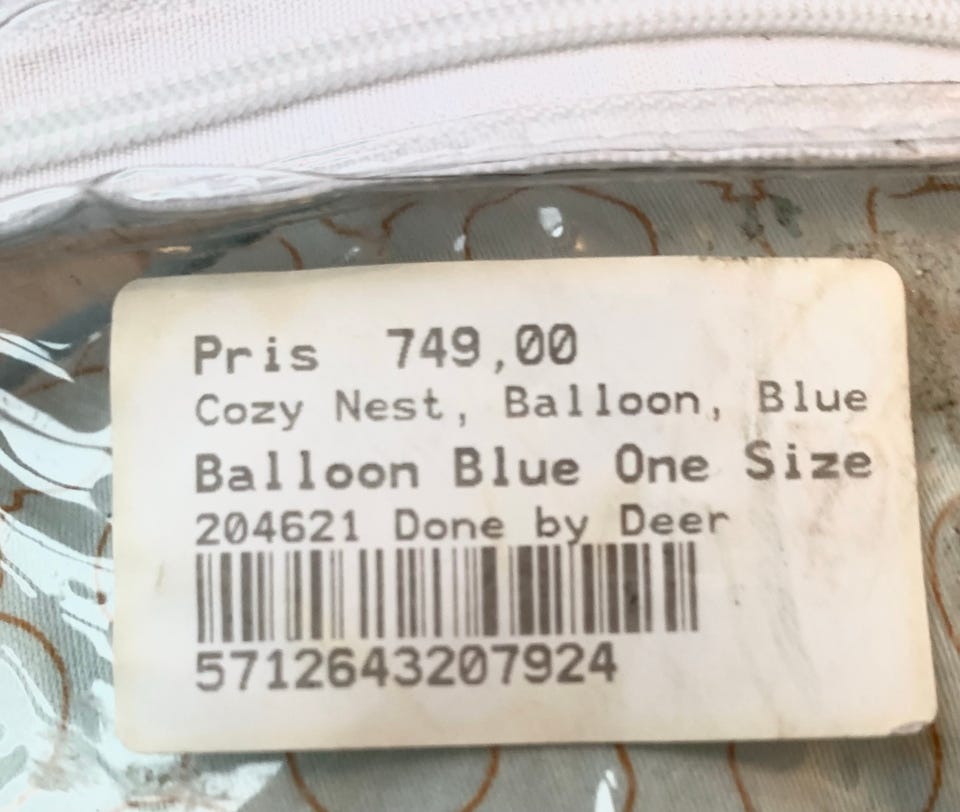 Pris 749,00
Cozy Nest, Balloon, Blue
Balloon Blue One Size
204621 Done by Deer
5712643207924